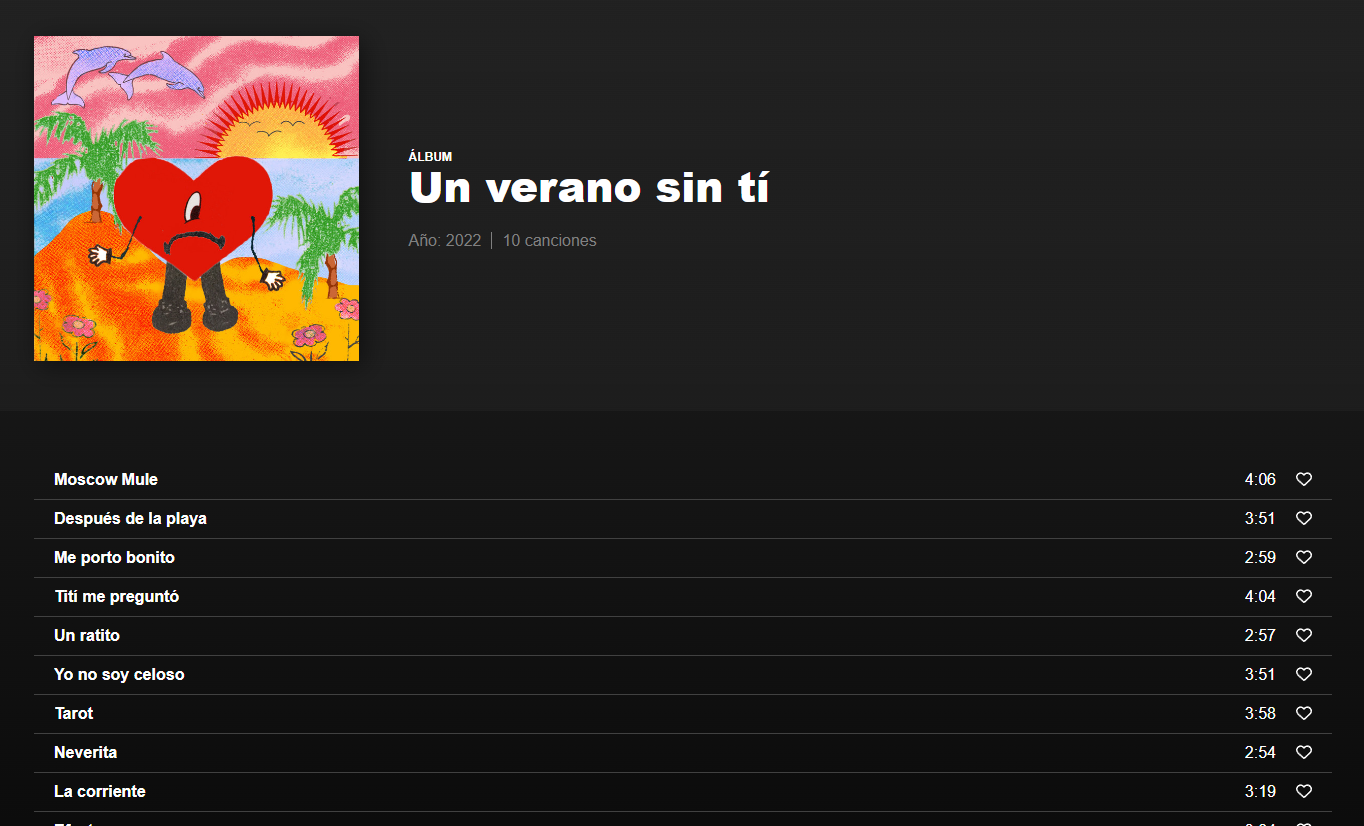 ÁLBUM
Un verano sin tí
Año: 2022 | 10 canciones
Moscow Mule 4:06
Después de la playa 3:51
Me porto bonito 2:59
Tití me preguntó 4:04
Un ratito 2:57
Yo no soy celoso 3:51
Tarot 3:58
Neverita 2:54
La corriente 3:19